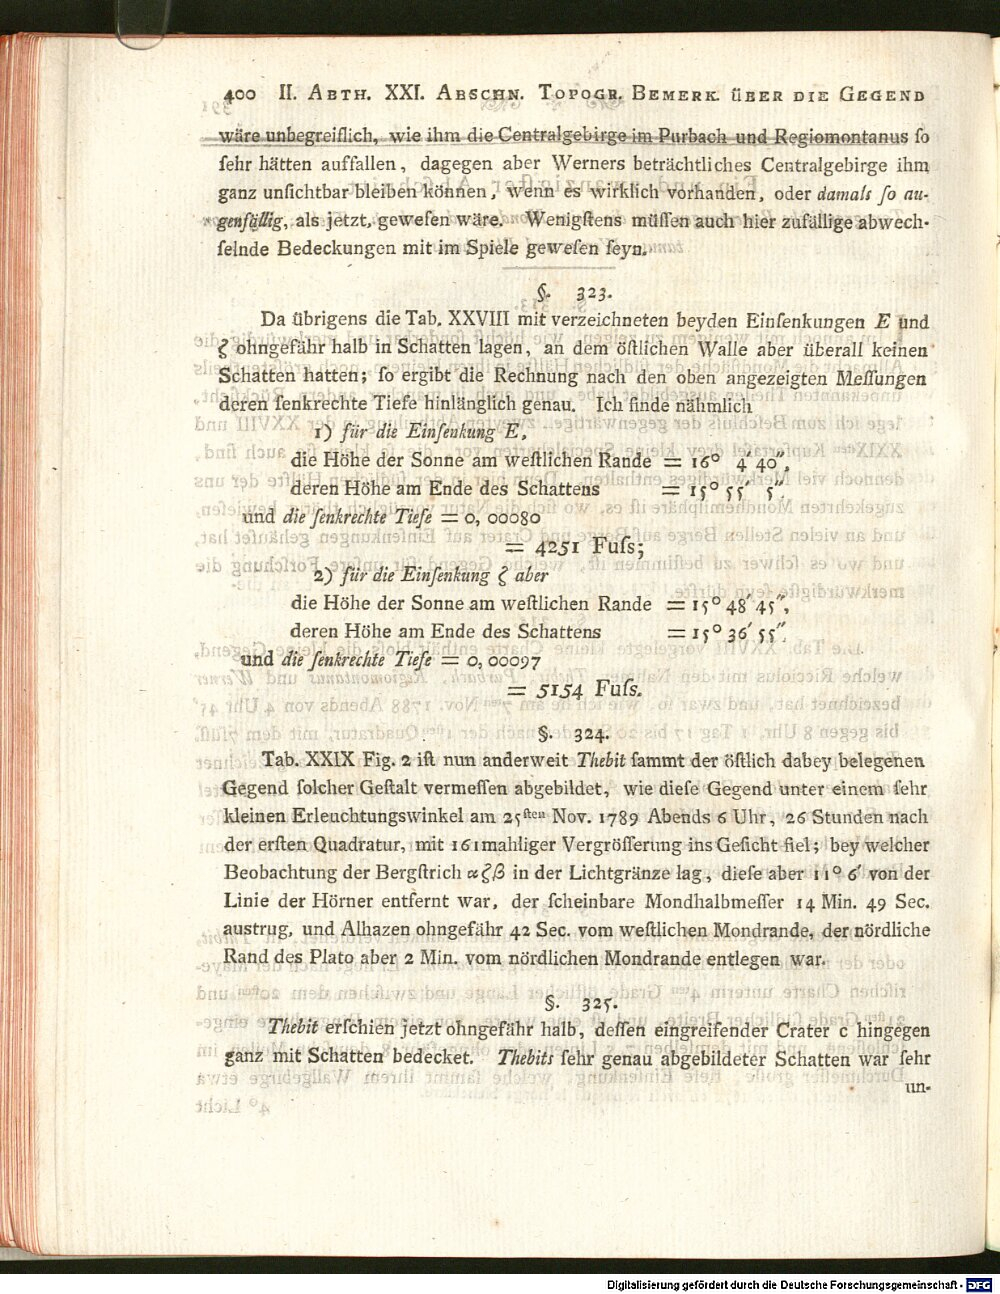 400 II. Abth. XXI. Abschn. Topogr. Bemerk. über die Gegend
wäre unbegreiflich, wie ihm die Centralgebirge im Purbach und Regiomontanus ſo
ſehr hätten auffallen, dagegen aber Werners beträchtliches Centralgebirge ihm
ganz unſichtbar bleiben können, wenn es wirklich vorhanden, oder damals ſo au-
genfällig, als jetzt, geweſen wäre. Wenigſtens müſſen auch hier zufällige abwech-
ſelnde Bedeckungen mit im Spiele geweſen ſeyn.
§. 323.
Da übrigens die Tab. XXVIII mit verzeichneten beyden Einſenkungen E und
ζ ohngefähr halb in Schatten lagen, an dem öſtlichen Walle aber überall keinen
Schatten hatten; ſo ergibt die Rechnung nach den oben angezeigten Meſſungen
deren ſenkrechte Tiefe hinlänglich genau. Ich finde nähmlich
1) für die Einſenkung E,
die Höhe der Sonne am weſtlichen Rande = 16° 4′ 40″,
deren Höhe am Ende des Schattens = 15° 55′ 5″.
und die ſenkrechte Tiefe = 0, 00080
= 4251 Fuſs;
2) für die Einſenkung ζ aber
die Höhe der Sonne am weſtlichen Rande = 15° 48′ 45″,
deren Höhe am Ende des Schattens = 15° 36′ 55″.
und die ſenkrechte Tiefe = 0, 00097
= 5154 Fuſs.
§. 324.
Tab. XXIX Fig. 2 iſt nun anderweit Thebit ſammt der öſtlich dabey belegenen
Gegend ſolcher Geſtalt vermeſſen abgebildet, wie dieſe Gegend unter einem ſehr
kleinen Erleuchtungswinkel am 25ſten Nov. 1789 Abends 6 Uhr, 26 Stunden nach
der erſten Quadratur, mit 161mahliger Vergröſſerung ins Geſicht fiel; bey welcher
Beobachtung der Bergſtrich αζβ in der Lichtgränze lag, dieſe aber 11° 6′ von der
Linie der Hörner entfernt war, der ſcheinbare Mondhalbmeſſer 14 Min. 49 Sec.
austrug, und Alhazen ohngefähr 42 Sec. vom weſtlichen Mondrande, der nördliche
Rand des Plato aber 2 Min. vom nördlichen Mondrande entlegen war.
§. 325.
Thebit erſchien jetzt ohngefähr halb, deſſen eingreifender Crater c hingegen
ganz mit Schatten bedecket. Thebits ſehr genau abgebildeter Schatten war ſehr
un-
Digitalisierung gefördert durch die Deutsche Forschungsgemeinschaft - DFG